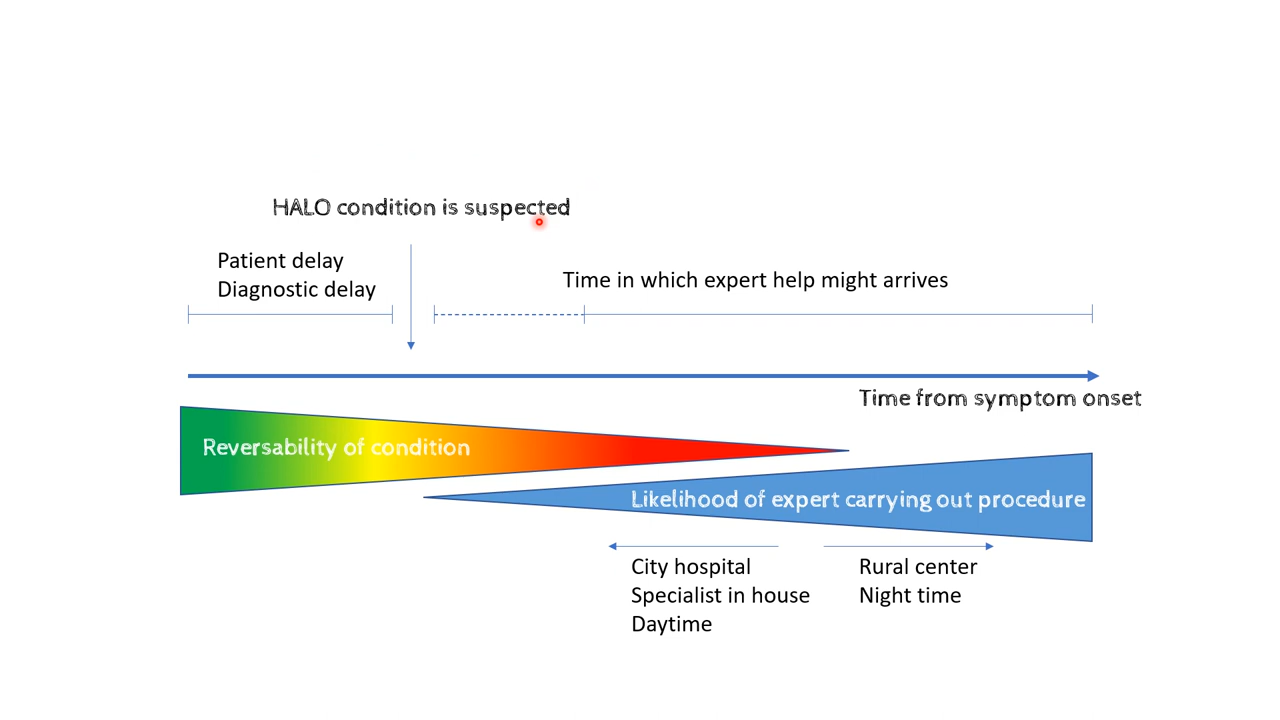 HALO condition is suspected
Patient delay
Diagnostic delay
Time in which expert help might arrives
Time from symptom onset
Reversability of condition
Likelihood of expert carrying out procedure
City hospital
Specialist in house
Daytime
Rural center
Night time